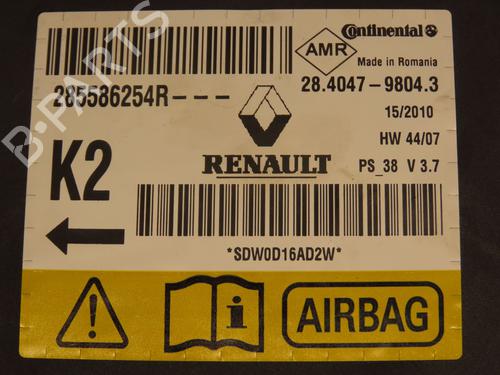 Continental
AMR
Made in Romania
285586254R---
28.4047-9804.3
15/2010
HW 44/07
K2
RENAULT
PS_38 V 3.7
*SDW0D16AD2W*
i
AIRBAG
B-PARTS